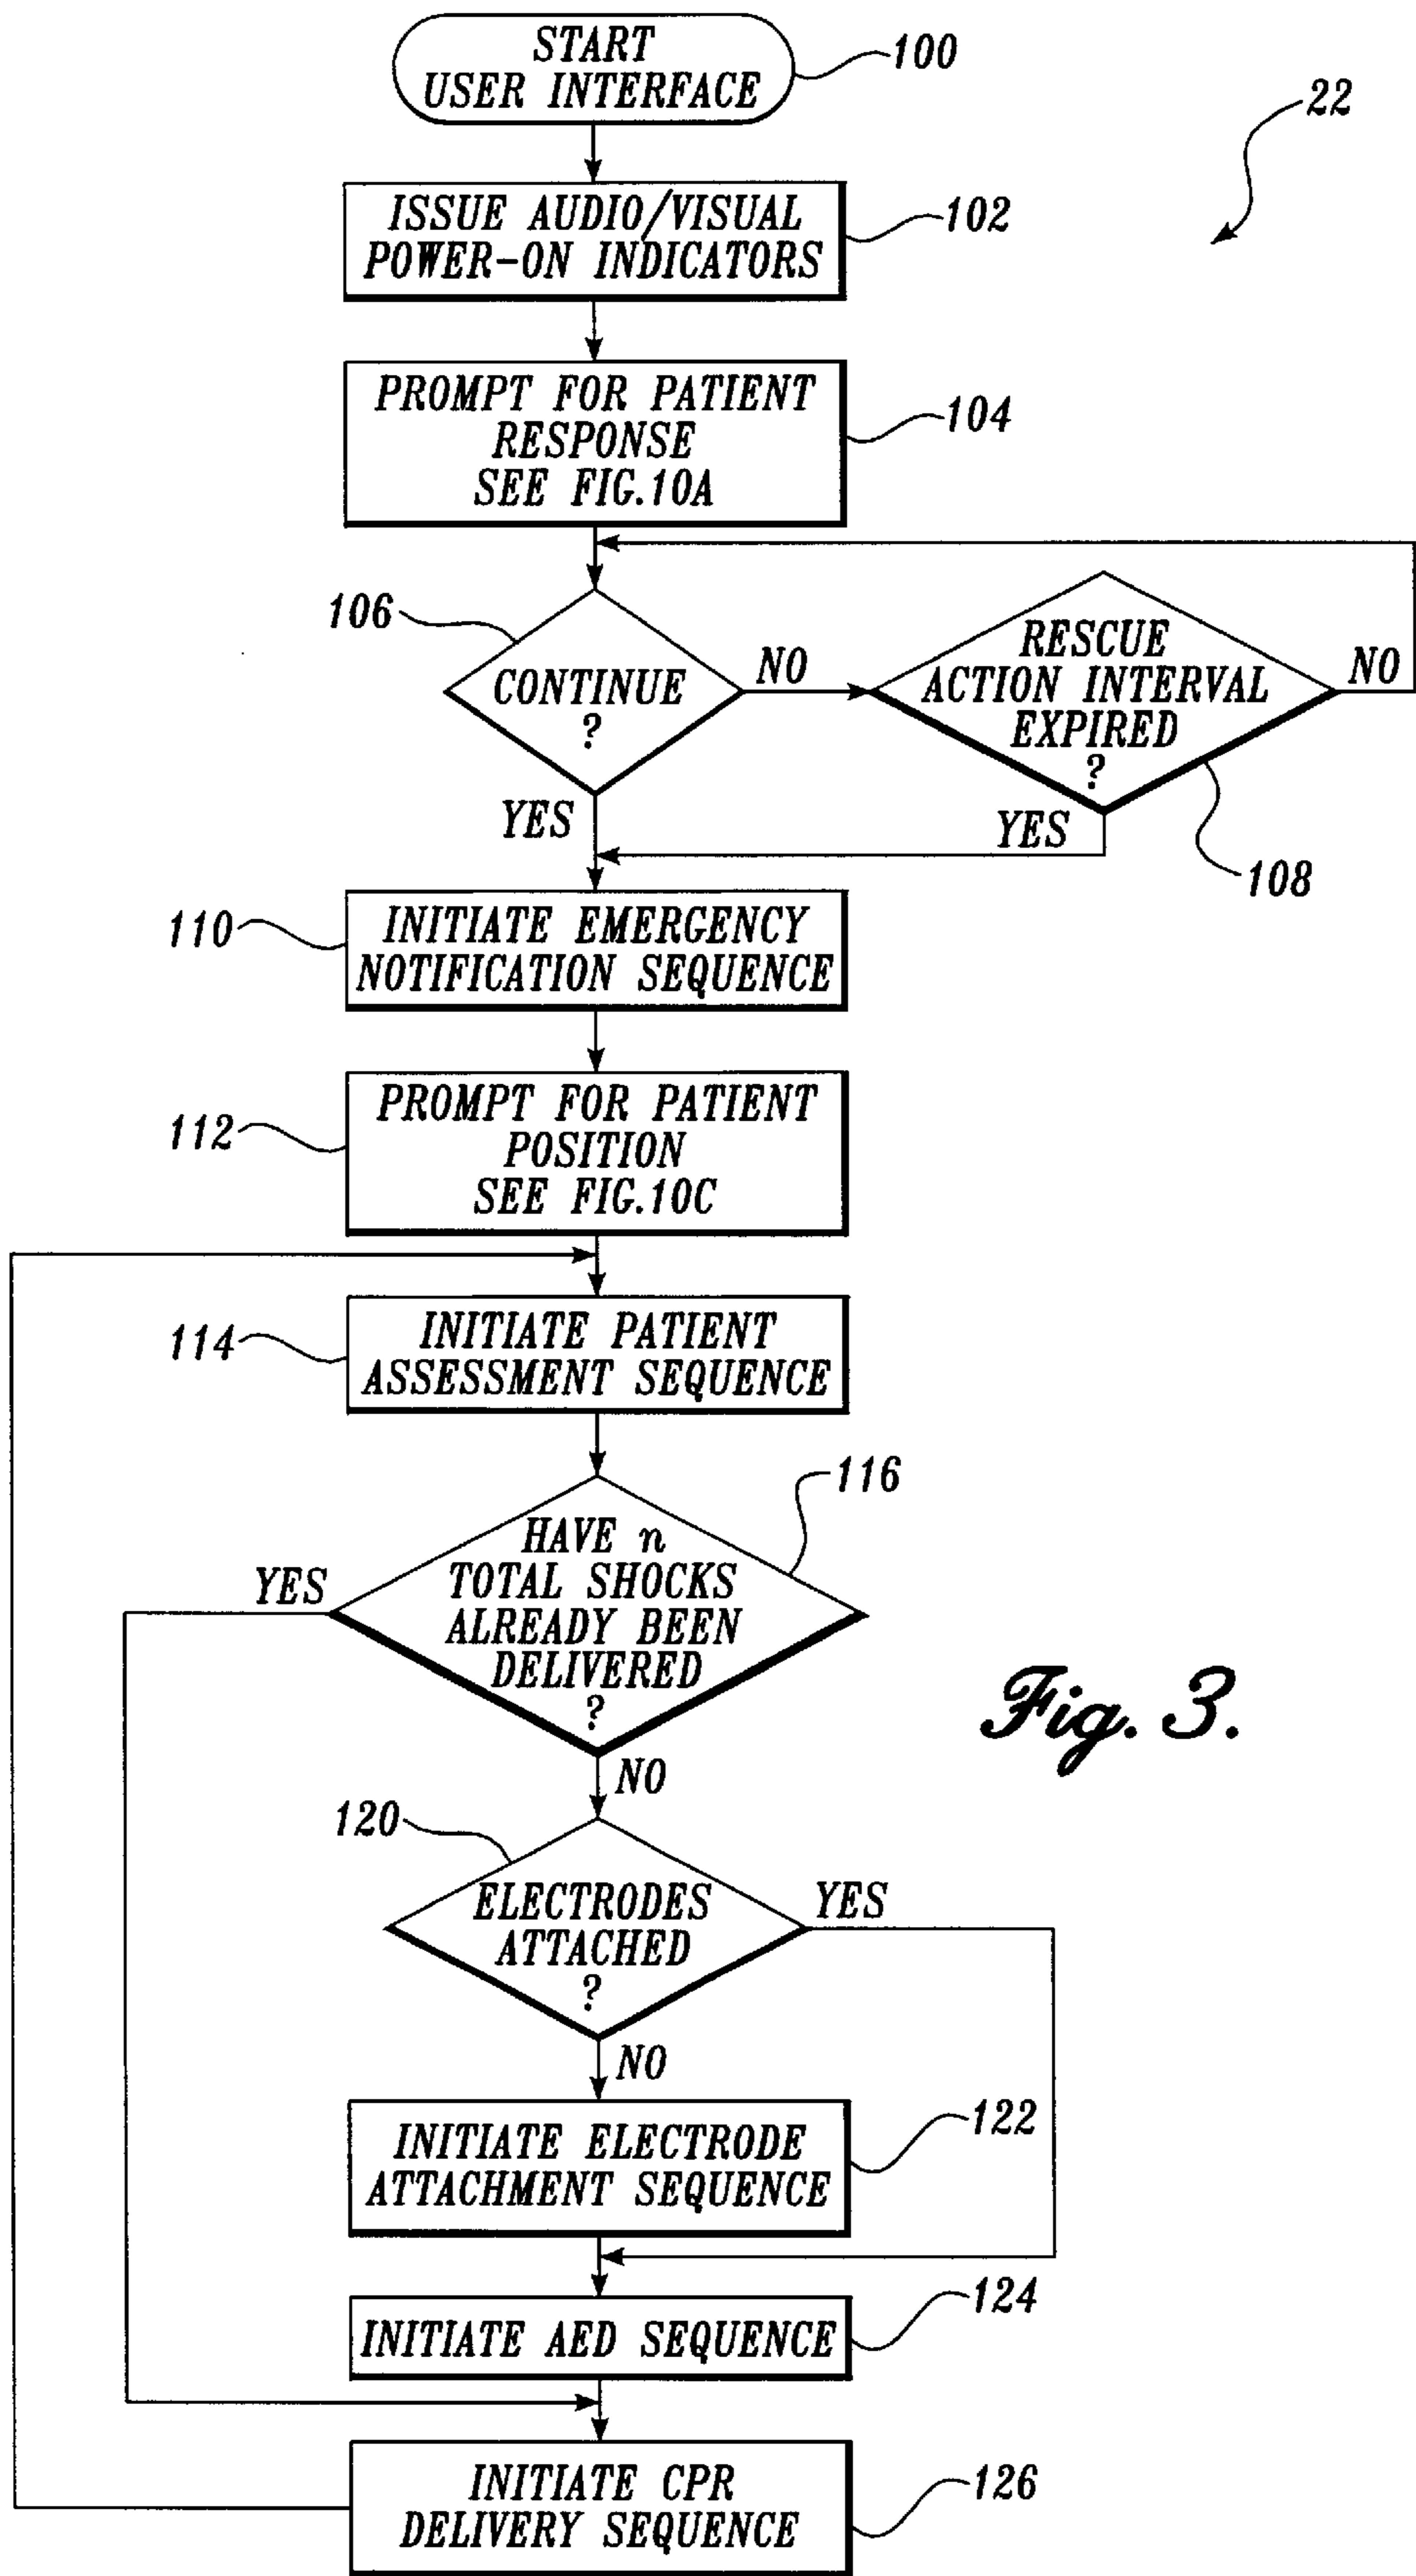 START
USER INTERFACE
100
22
ISSUE AUDIO/VISUAL
POWER-ON INDICATORS
102
PROMPT FOR PATIENT
RESPONSE
SEE FIG.10A
104
106
CONTINUE
?
NO
RESCUE
ACTION INTERVAL
EXPIRED
?
NO
YES
YES
108
110
INITIATE EMERGENCY
NOTIFICATION SEQUENCE
112
PROMPT FOR PATIENT
POSITION
SEE FIG.10C
114
INITIATE PATIENT
ASSESSMENT SEQUENCE
116
YES
HAVE n
TOTAL SHOCKS
ALREADY BEEN
DELIVERED
?
Fig. 3.
NO
120
ELECTRODES
ATTACHED
?
YES
NO
INITIATE ELECTRODE
ATTACHMENT SEQUENCE
122
124
INITIATE AED SEQUENCE
INITIATE CPR
DELIVERY SEQUENCE
126